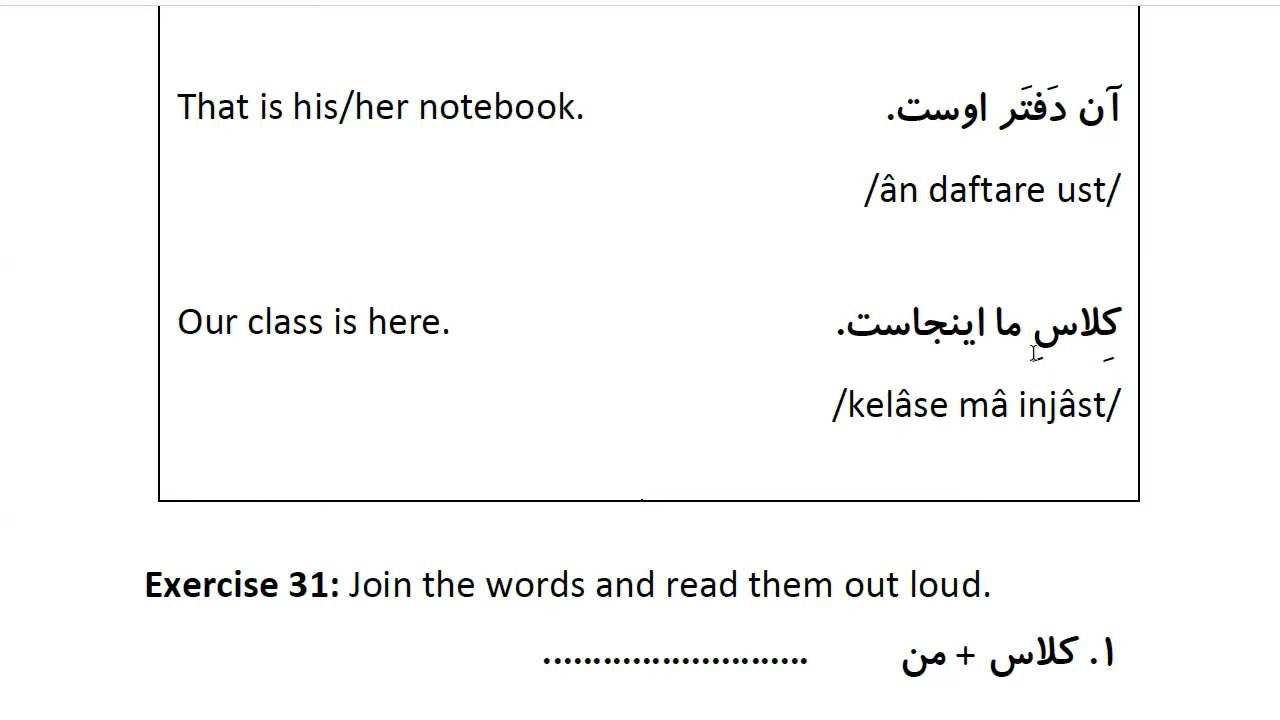 That is his/her notebook. آن دَفتَر اوست.
/ân daftare ust/
Our class is here. کِلاسِ ما اینجاست.
/kelâse mâ injâst/
Exercise 31: Join the words and read them out loud.
۱. کلاس + من ...........................